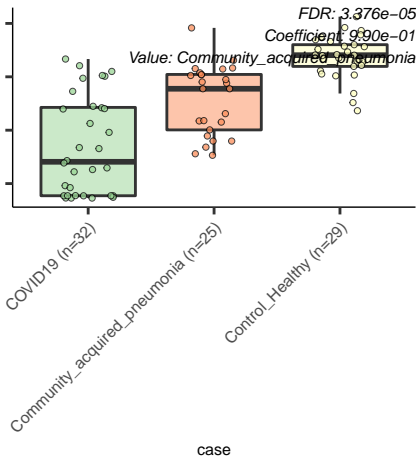 FDR: 3.376e−05
Coefficient: 9.90e−01
Value: Community_acquired_pneumonia
COVID19 (n=32)
Community_acquired_pneumonia (n=25)
Control_Healthy (n=29)
case